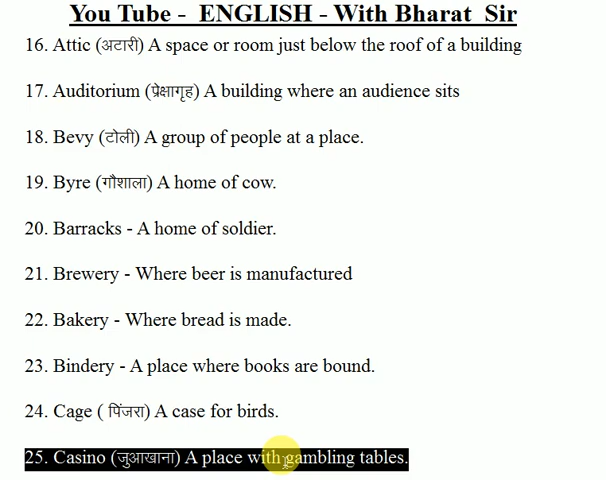 You Tube - ENGLISH - With Bharat Sir
16. Attic (अटारी) A space or room just below the roof of a building
17. Auditorium (प्रेक्षागृह) A building where an audience sits
18. Bevy (टोली) A group of people at a place.
19. Byre (गौशाला) A home of cow.
20. Barracks - A home of soldier.
21. Brewery - Where beer is manufactured
22. Bakery - Where bread is made.
23. Bindery - A place where books are bound.
24. Cage ( पिंजरा) A case for birds.
25. Casino (जुआखाना) A place with gambling tables.